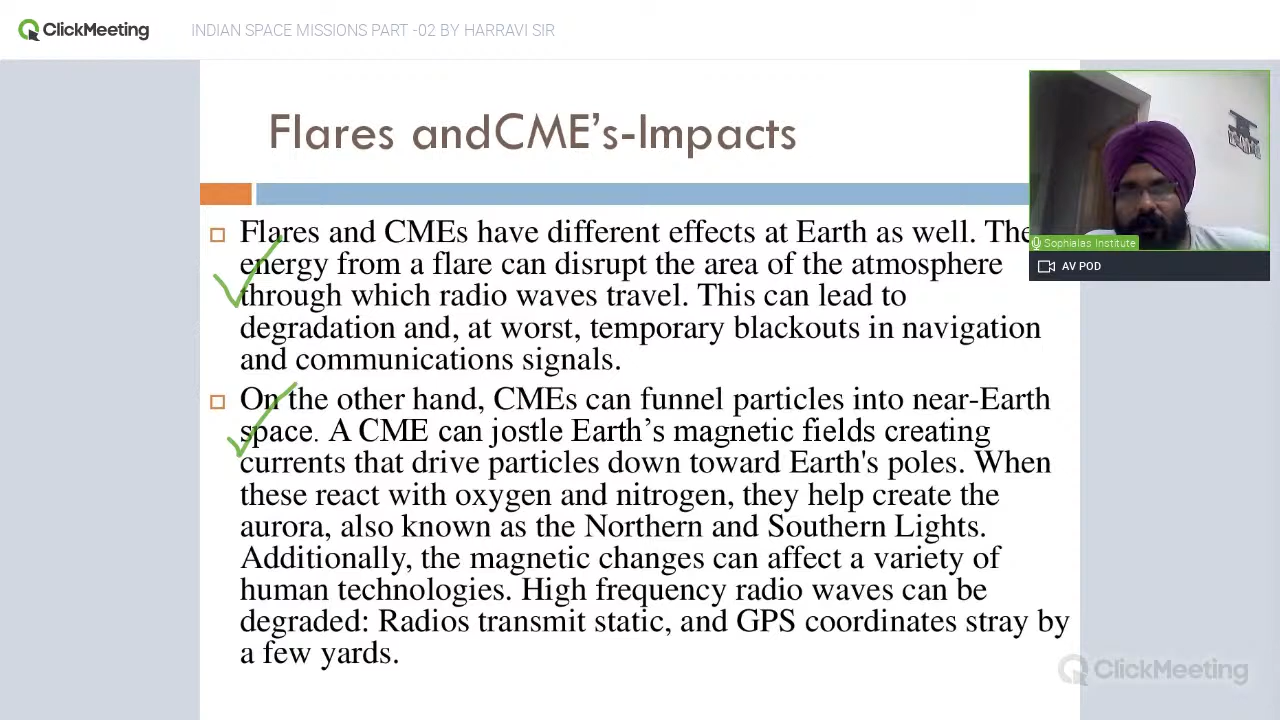 ClickMeeting
INDIAN SPACE MISSIONS PART -02 BY HARRAVI SIR
Flares andCME’s-Impacts
Flares and CMEs have different effects at Earth as well. The
energy from a flare can disrupt the area of the atmosphere
through which radio waves travel. This can lead to
degradation and, at worst, temporary blackouts in navigation
and communications signals.
On the other hand, CMEs can funnel particles into near-Earth
space. A CME can jostle Earth’s magnetic fields creating
currents that drive particles down toward Earth's poles. When
these react with oxygen and nitrogen, they help create the
aurora, also known as the Northern and Southern Lights.
Additionally, the magnetic changes can affect a variety of
human technologies. High frequency radio waves can be
degraded: Radios transmit static, and GPS coordinates stray by
a few yards.
Sophialas Institute
AV POD
ClickMeeting